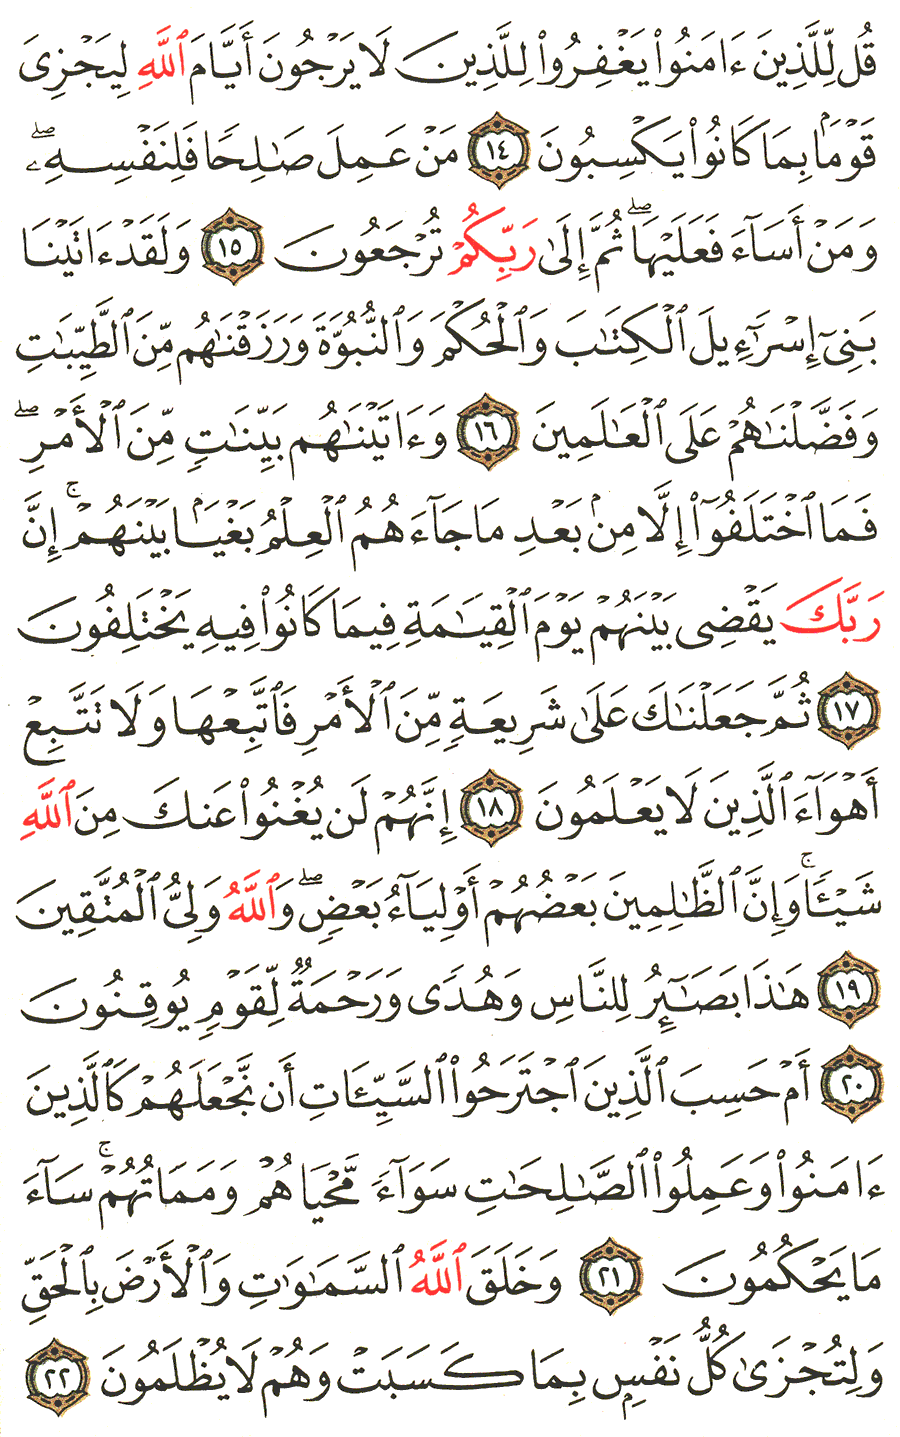 قُل لِّلَّذِينَ ءَامَنُوا۟ يَغْفِرُوا۟ لِلَّذِينَ لَا يَرْجُونَ أَيَّامَ ٱللَّهِ لِيَجْزِىَ
قَوْمًۢا بِمَا كَانُوا۟ يَكْسِبُونَ ١٤ مَنْ عَمِلَ صَـٰلِحًا فَلِنَفْسِهِۦ ۖ
وَمَنْ أَسَآءَ فَعَلَيْهَا ۖ ثُمَّ إِلَىٰ رَبِّكُمْ تُرْجَعُونَ ١٥ وَلَقَدْ ءَاتَيْنَا
بَنِىٓ إِسْرَٰٓءِيلَ ٱلْكِتَـٰبَ وَٱلْحُكْمَ وَٱلنُّبُوَّةَ وَرَزَقْنَـٰهُم مِّنَ ٱلطَّيِّبَـٰتِ
وَفَضَّلْنَـٰهُمْ عَلَى ٱلْعَـٰلَمِينَ ١٦ وَءَاتَيْنَـٰهُم بَيِّنَـٰتٍ مِّنَ ٱلْأَمْرِ ۖ
فَمَا ٱخْتَلَفُوٓا۟ إِلَّا مِنۢ بَعْدِ مَا جَآءَهُمُ ٱلْعِلْمُ بَغْيًۢا بَيْنَهُمْ ۚ إِنَّ
رَبَّكَ يَقْضِى بَيْنَهُمْ يَوْمَ ٱلْقِيَـٰمَةِ فِيمَا كَانُوا۟ فِيهِ يَخْتَلِفُونَ
١٧ ثُمَّ جَعَلْنَـٰكَ عَلَىٰ شَرِيعَةٍ مِّنَ ٱلْأَمْرِ فَٱتَّبِعْهَا وَلَا تَتَّبِعْ
أَهْوَآءَ ٱلَّذِينَ لَا يَعْلَمُونَ ١٨ إِنَّهُمْ لَن يُغْنُوا۟ عَنكَ مِنَ ٱللَّهِ
شَيْـًٔا ۚ وَإِنَّ ٱلظَّـٰلِمِينَ بَعْضُهُمْ أَوْلِيَآءُ بَعْضٍ ۖ وَٱللَّهُ وَلِىُّ ٱلْمُتَّقِينَ
١٩ هَـٰذَا بَصَـٰٓئِرُ لِلنَّاسِ وَهُدًى وَرَحْمَةٌ لِّقَوْمٍ يُوقِنُونَ
٢٠ أَمْ حَسِبَ ٱلَّذِينَ ٱجْتَرَحُوا۟ ٱلسَّيِّـَٔاتِ أَن نَّجْعَلَهُمْ كَٱلَّذِينَ
ءَامَنُوا۟ وَعَمِلُوا۟ ٱلصَّـٰلِحَـٰتِ سَوَآءً مَّحْيَاهُمْ وَمَمَاتُهُمْ ۚ سَآءَ
مَا يَحْكُمُونَ ٢١ وَخَلَقَ ٱللَّهُ ٱلسَّمَـٰوَٰتِ وَٱلْأَرْضَ بِٱلْحَقِّ
وَلِتُجْزَىٰ كُلُّ نَفْسٍۭ بِمَا كَسَبَتْ وَهُمْ لَا يُظْلَمُونَ ٢٢